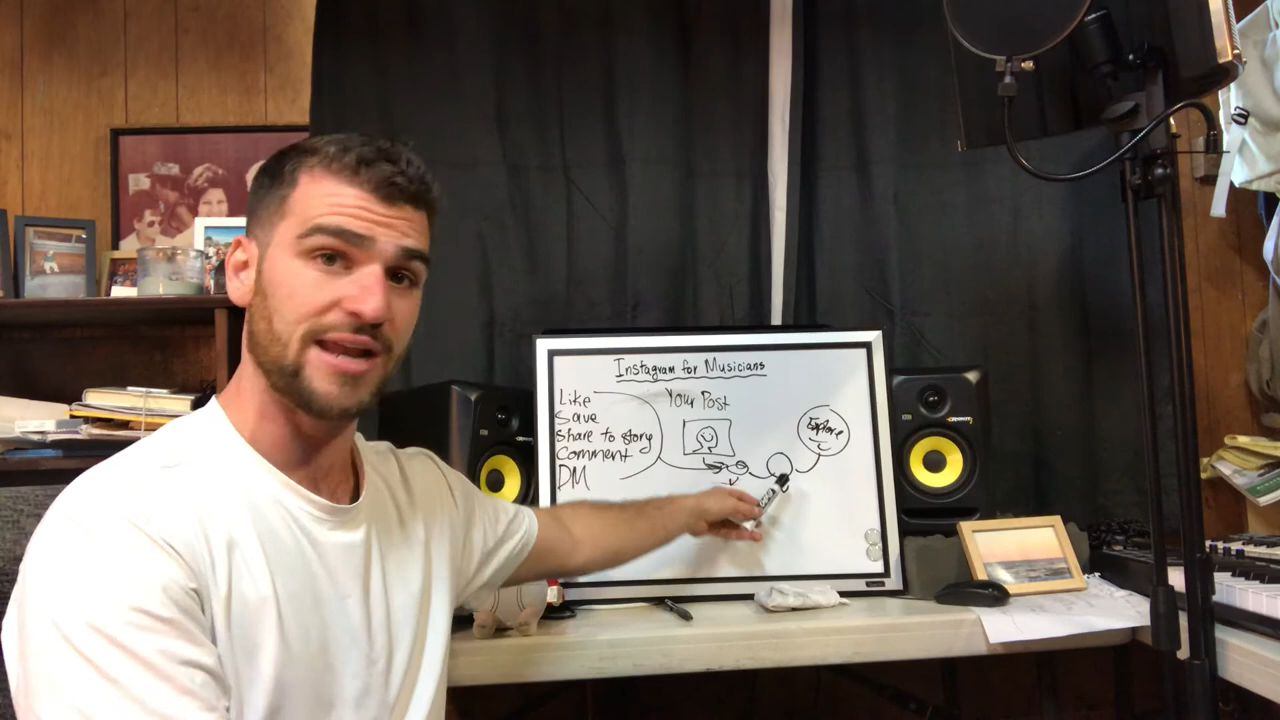 Instagram for Musicians
Your Post
Like
Save
Share to story
Comment
DM
Explore